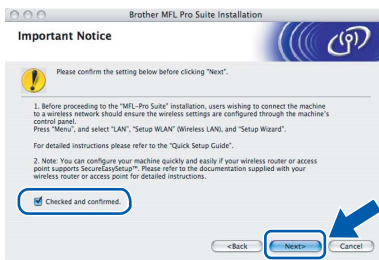 Brother MFL Pro Suite Installation
Important Notice
Please confirm the setting below before clicking "Next".
1. Before proceeding to the "MFL-Pro Suite" installation, users wishing to connect the machine
to a wireless network should ensure the wireless settings are configured through the machine's
control panel.
Press "Menu", and select "LAN", "Setup WLAN" (Wireless LAN), and "Setup Wizard".
For detailed instructions please refer to the "Quick Setup Guide".
2. Note: You can configure your machine quickly and easily if your wireless router or access
point supports SecureEasySetup™. Please refer to the documentation supplied with your
wireless router or access point for detailed instructions.
Checked and confirmed.
<Back Next> Cancel